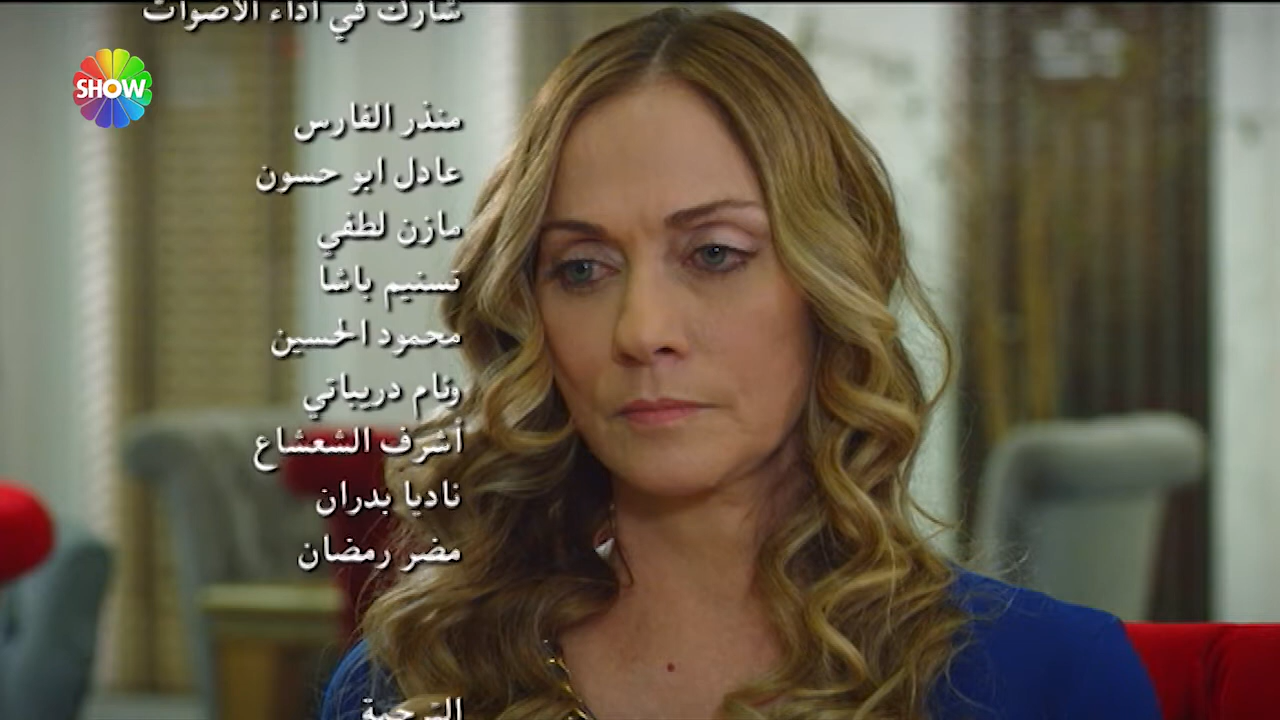 شارك في أداء الأصوات
SHOW
منذر الفارس
عادل ابو حسون
مازن لطفي
تسنيم باشا
محمود الحسين
وئام دريباتي
أشرف الشعشاع
ناديا بدران
مضر رمضان
الترجمة